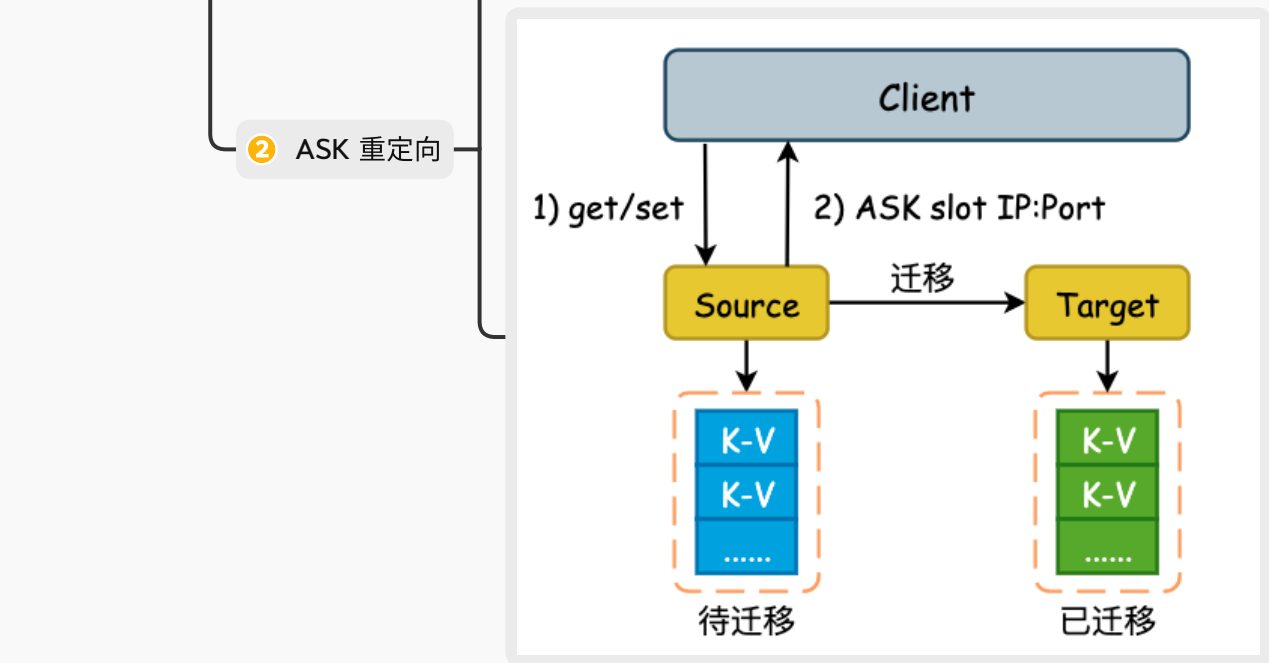 2 ASK 重定向
Client
1) get/set
2) ASK slot IP:Port
Source
迁移
Target
K-V
K-V
......
K-V
K-V
......
待迁移
已迁移